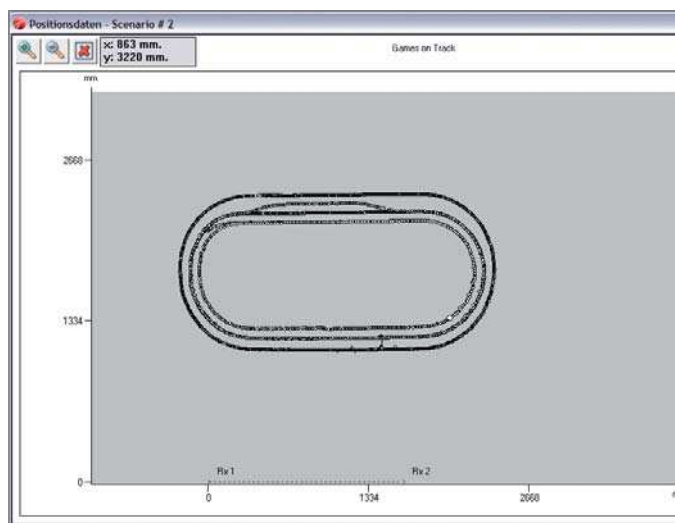 Positionsdaten - Scenario # 2
x: 863 mm.
y: 3220 mm.
Games on Track
mm
2668
1334
0
Rx 1
Rx 2
0
1334
2668